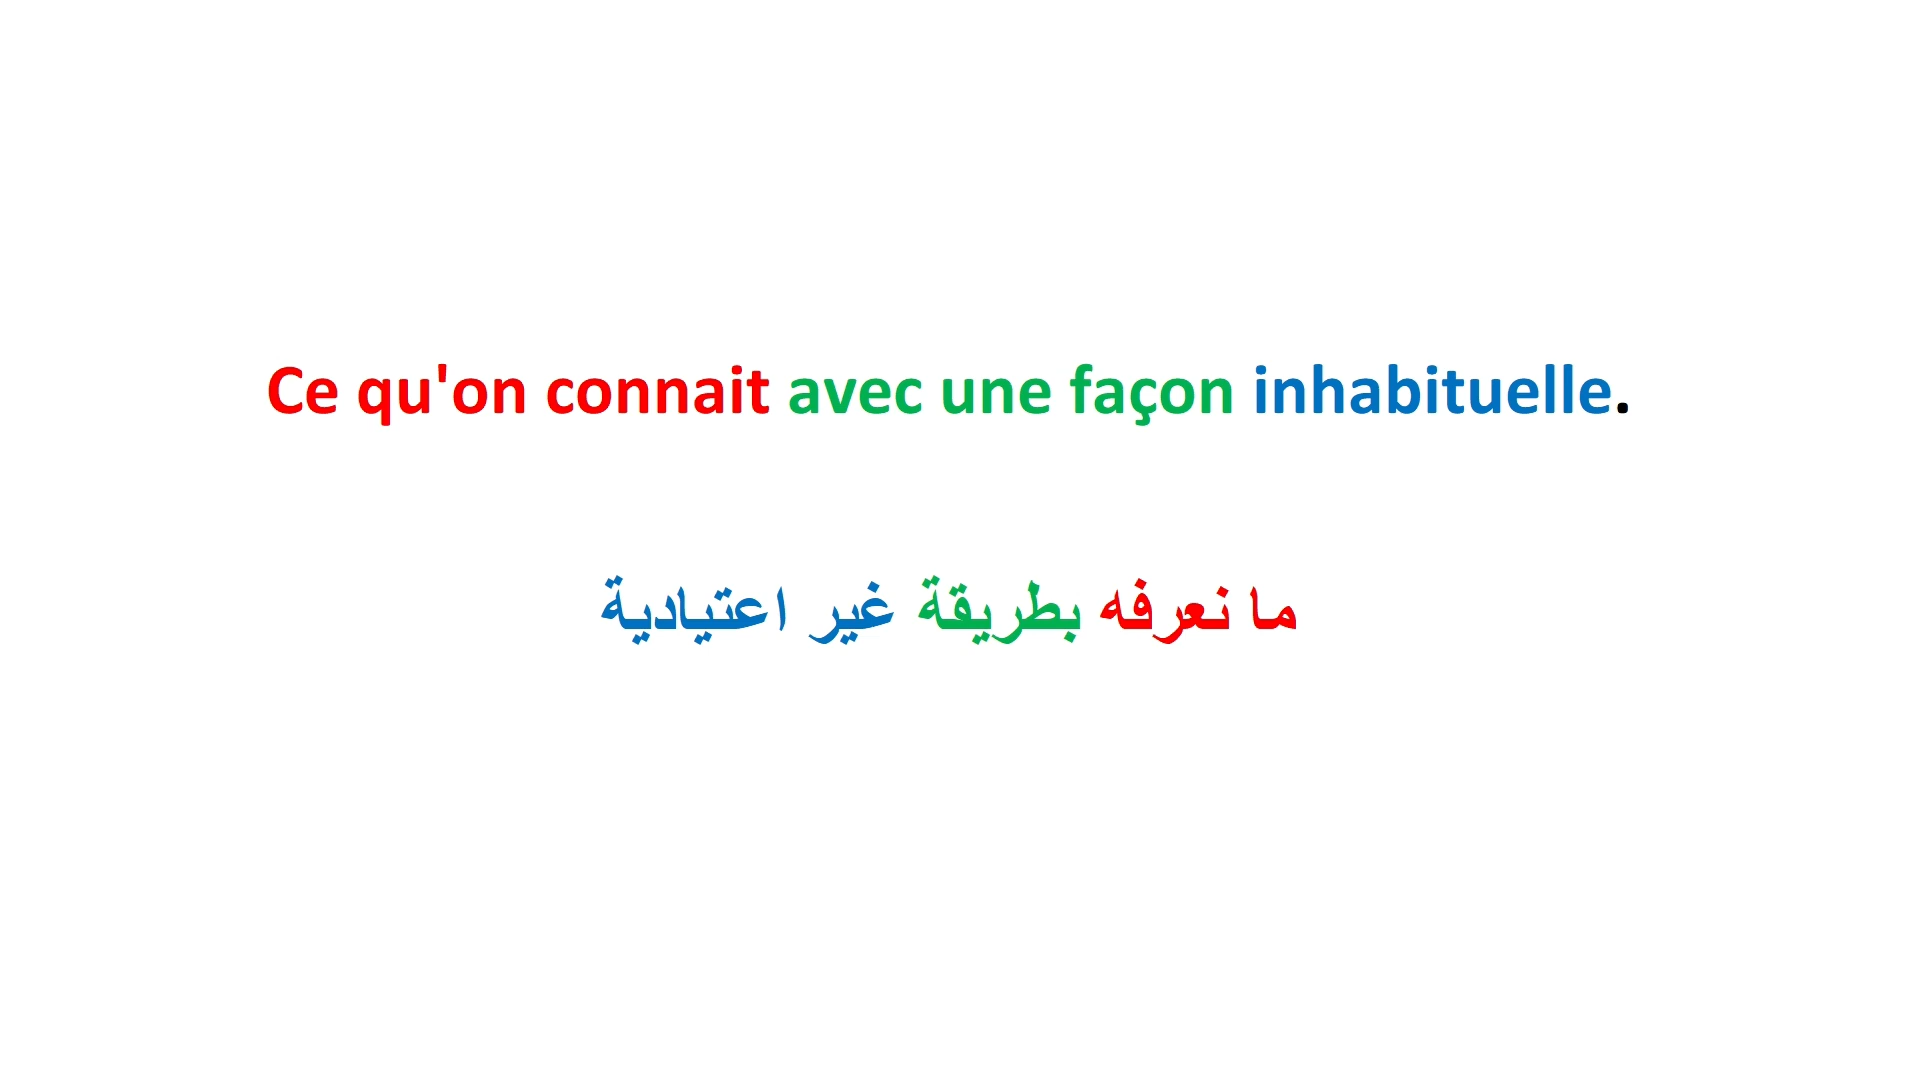 Ce qu'on connait avec une façon inhabituelle.
ما نعرفه بطريقة غير اعتيادية